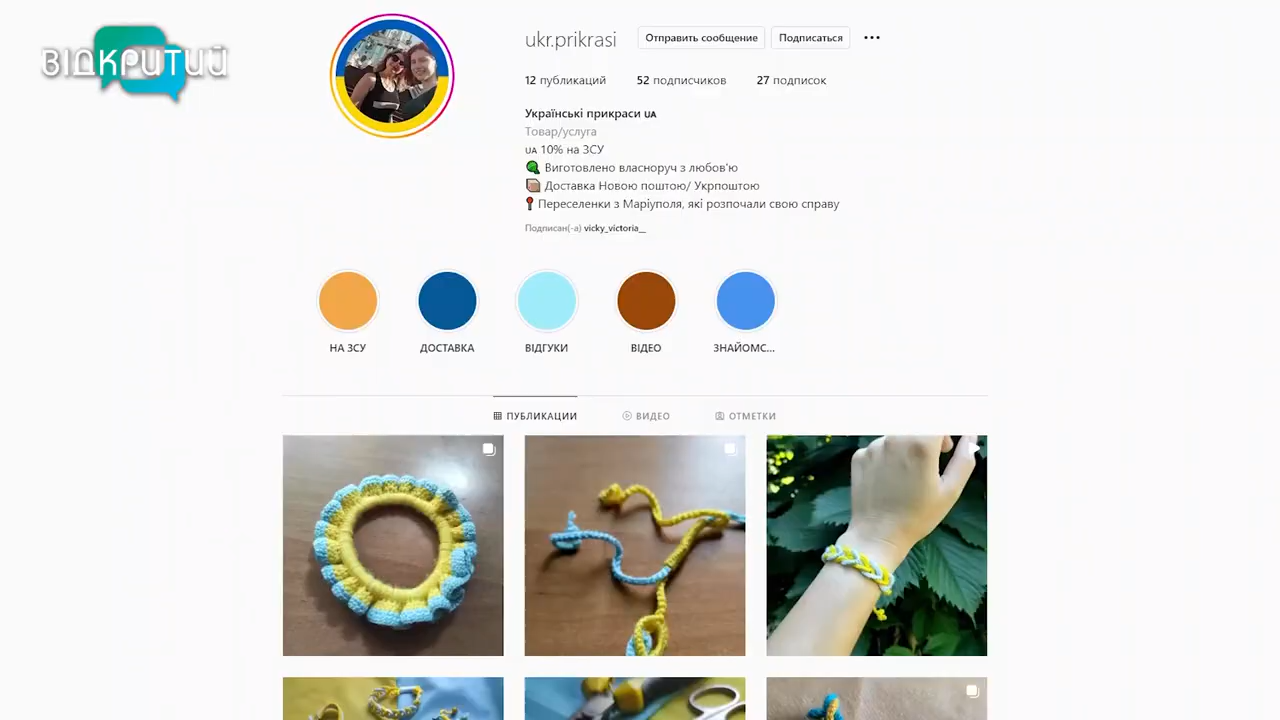 ВІДКРИТИЙ
ukr.prikrasi
Отправить сообщение
Подписаться
12 публикаций 52 подписчиков 27 подписок
Українські прикраси UA
Товар/услуга
UA 10% на ЗСУ
Виготовлено власноруч з любов'ю
Доставка Новою поштою/ Укрпоштою
Переселенки з Маріуполя, які розпочали свою справу
Подписан(-а) vicky_victoria__
НА ЗСУ ДОСТАВКА ВІДГУКИ ВІДЕО ЗНАЙОМС...
ПУБЛИКАЦИИ ВИДЕО ОТМЕТКИ